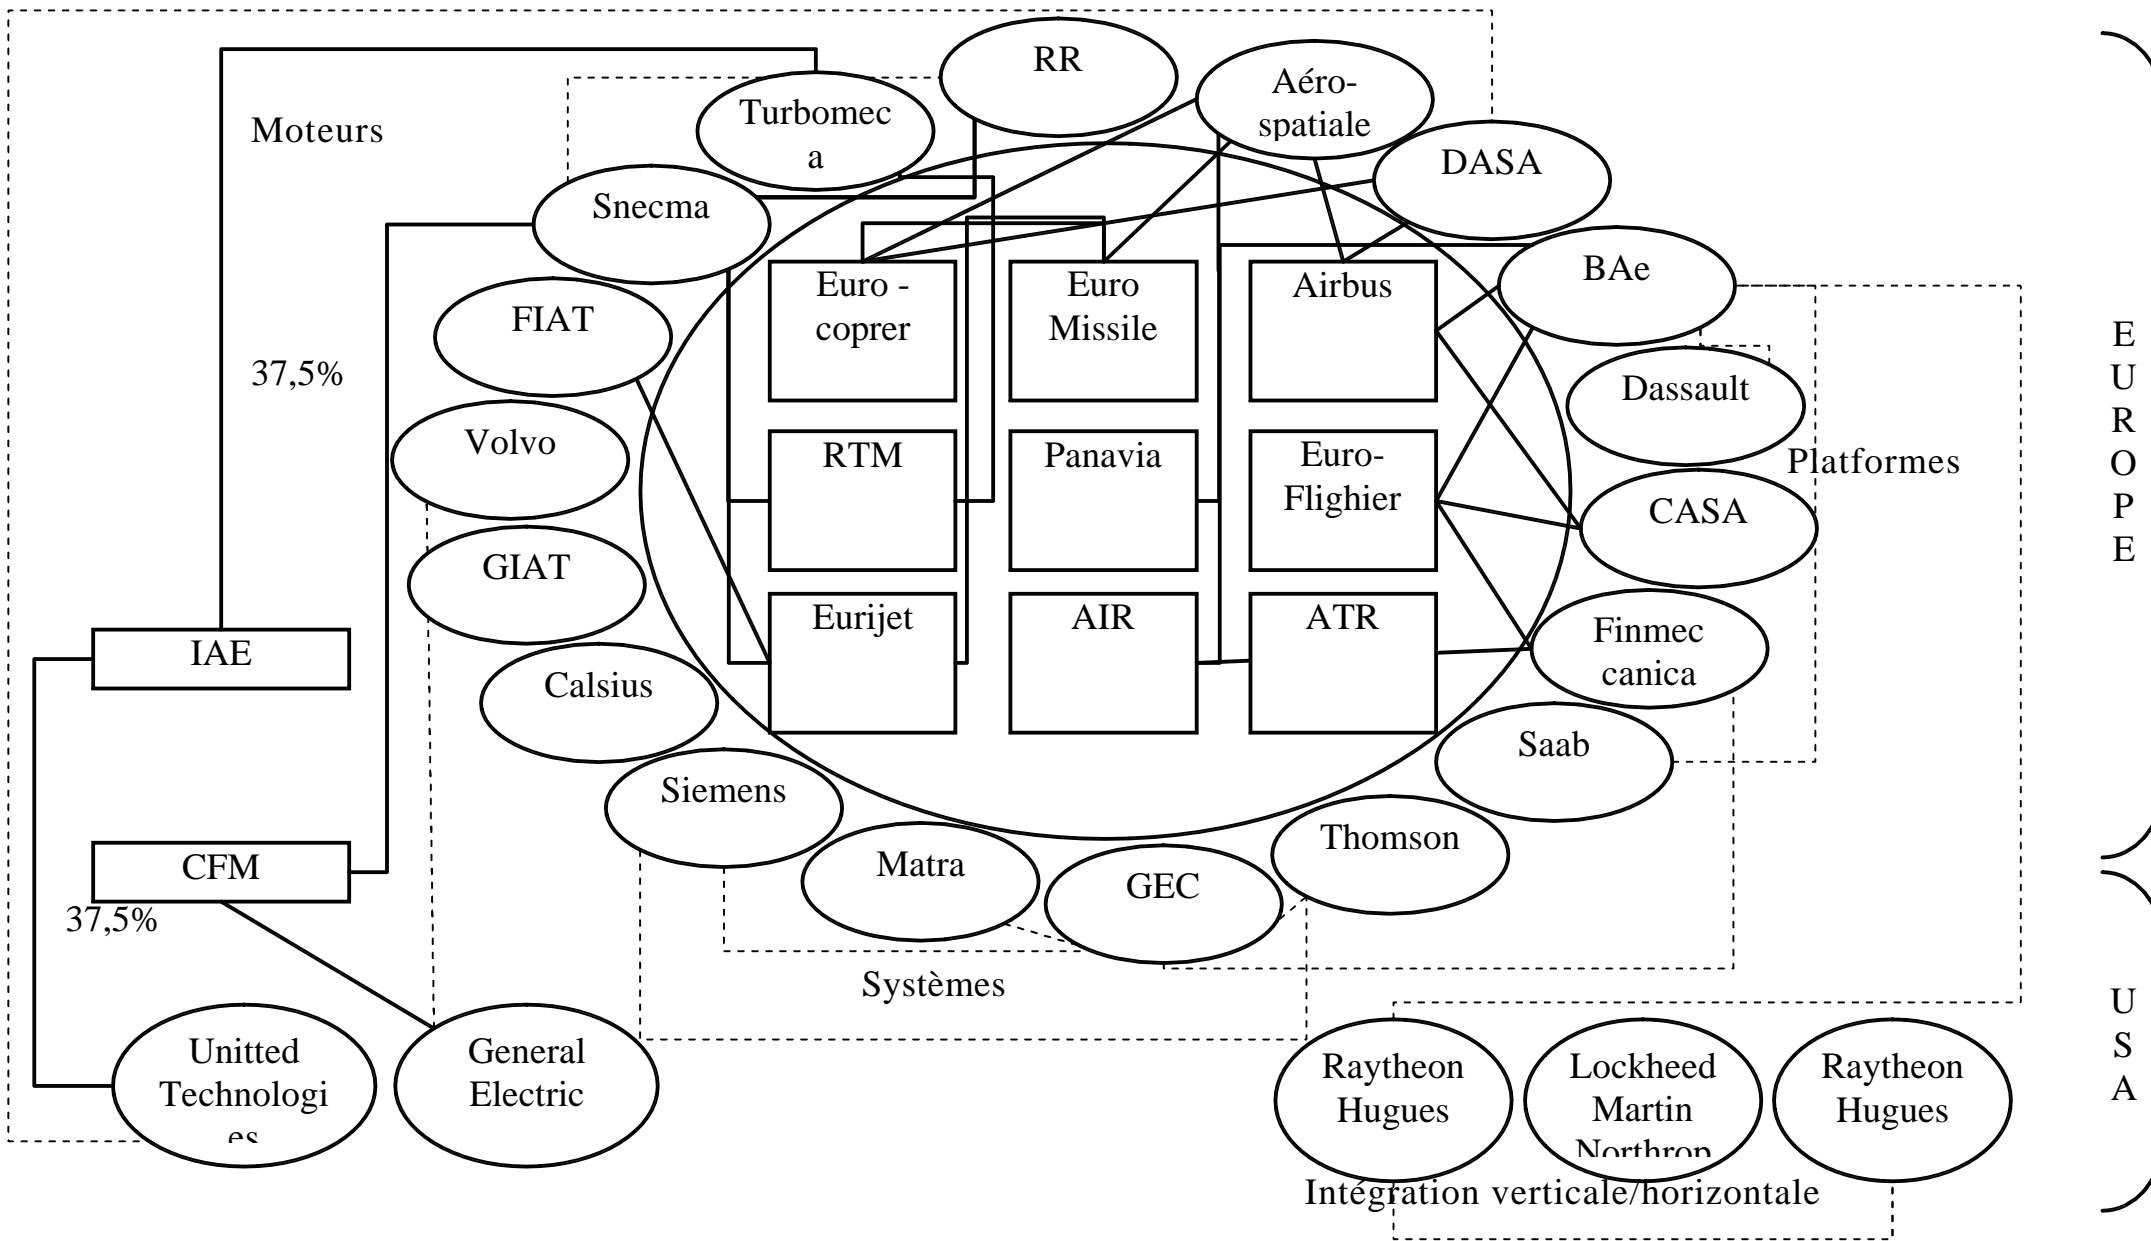 RR
Aéro-
spatiale
Turbomec
a
Moteurs
DASA
Snecma
BAe
Euro -
coprer
Euro
Missile
Airbus
FIAT
37,5%
Dassault
Volvo
RTM
Panavia
Euro-
Flighier
Platformes
CASA
GIAT
Eurijet
AIR
ATR
Finmec
canica
IAE
Calsius
Saab
Siemens
Thomson
Matra
GEC
CFM
37,5%
Systèmes
Unitted
Technologi
es
General
Electric
Raytheon
Hugues
Lockheed
Martin
Northrop
Raytheon
Hugues
Intégration verticale/horizontale
E
U
R
O
P
E
U
S
A